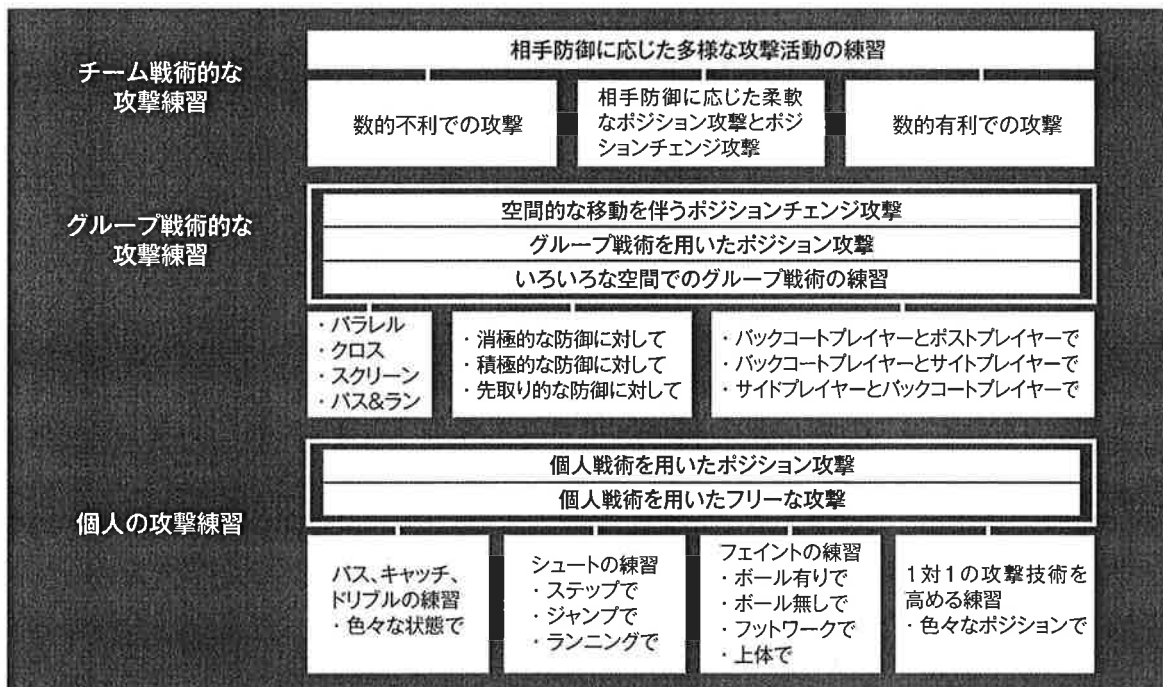 チーム戦術的な
攻撃練習
相手防御に応じた多様な攻撃活動の練習
数的不利での攻撃
相手防御に応じた柔軟
なポジション攻撃とポジ
ションチェンジ攻撃
数的有利での攻撃
グループ戦術的な
攻撃練習
空間的な移動を伴うポジションチェンジ攻撃
グループ戦術を用いたポジション攻撃
いろいろな空間でのグループ戦術の練習
・パラレル
・クロス
・スクリーン
・パス&ラン
・消極的な防御に対して
・積極的な防御に対して
・先取り的な防御に対して
・バックコートプレイヤーとポストプレイヤーで
・バックコートプレイヤーとサイトプレイヤーで
・サイドプレイヤーとバックコートプレイヤーで
個人の攻撃練習
個人戦術を用いたポジション攻撃
個人戦術を用いたフリーな攻撃
パス、キャッチ、
ドリブルの練習
・色々な状態で
シュートの練習
・ステップで
・ジャンプで
・ランニングで
フェイントの練習
・ボール有りで
・ボール無しで
・フットワークで
・上体で
1対1の攻撃技術を
高める練習
・色々なポジションで